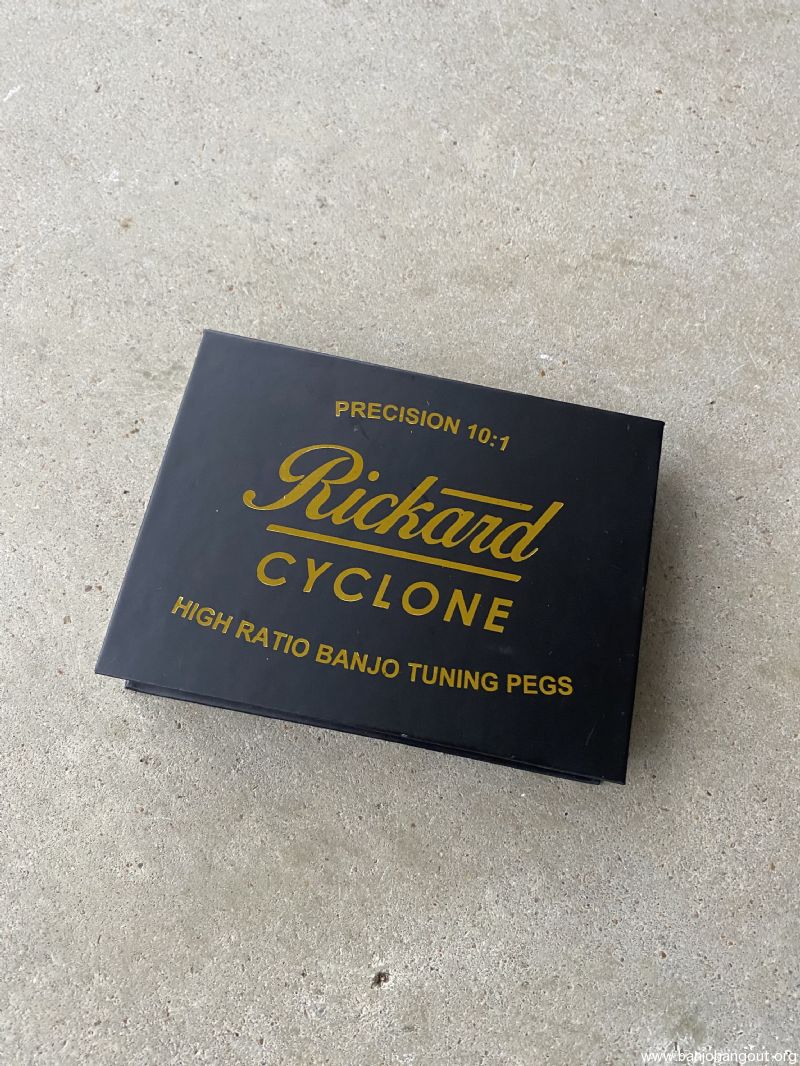 PRECISION 10:1
Rickard
CYCLONE
HIGH RATIO BANJO TUNING PEGS
www.banjohangout.org